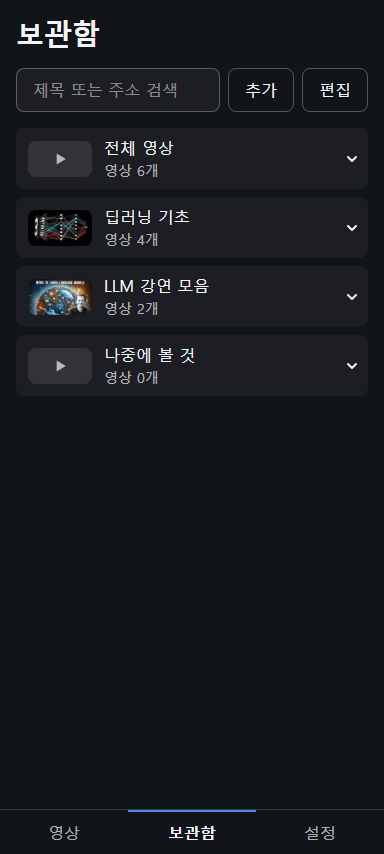 보관함
제목 또는 주소 검색
추가
편집
전체 영상
영상 6개
딥러닝 기초
영상 4개
LLM 강연 모음
영상 2개
나중에 볼 것
영상 0개
영상
보관함
설정